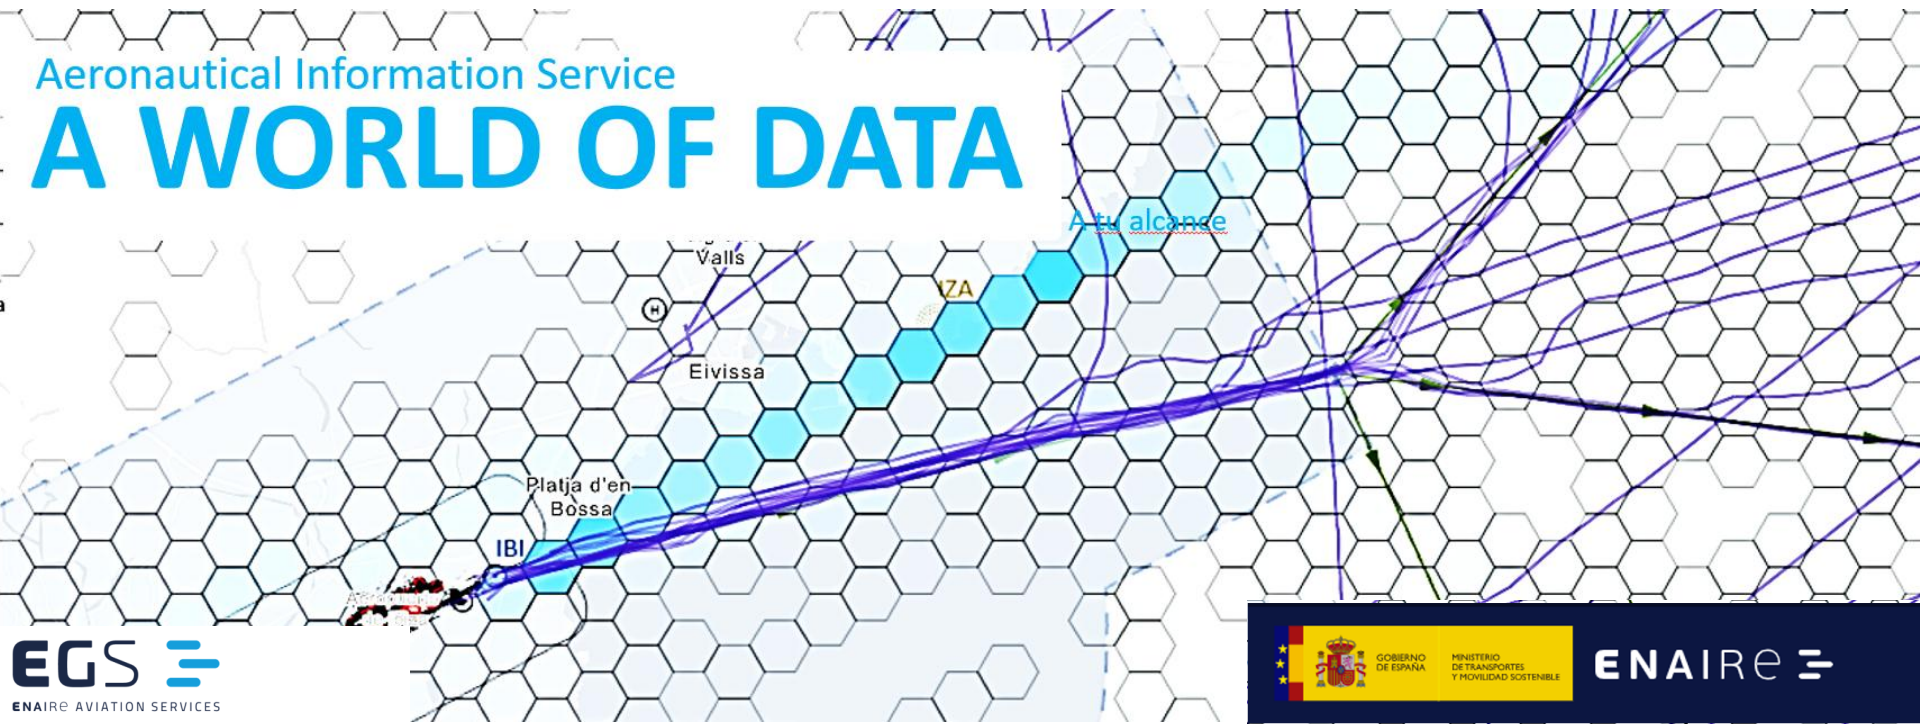 Aeronautical Information Service
A WORLD OF DATA
A tu alcance
Valls
IZA
Eivissa
Platja d'en
Bossa
IBI
a
H
EGS
ENAIRe AVIATION SERVICES
GOBIERNO
DE ESPAÑA
MINISTERIO
DE TRANSPORTES
Y MOVILIDAD SOSTENIBLE
ENAIRe